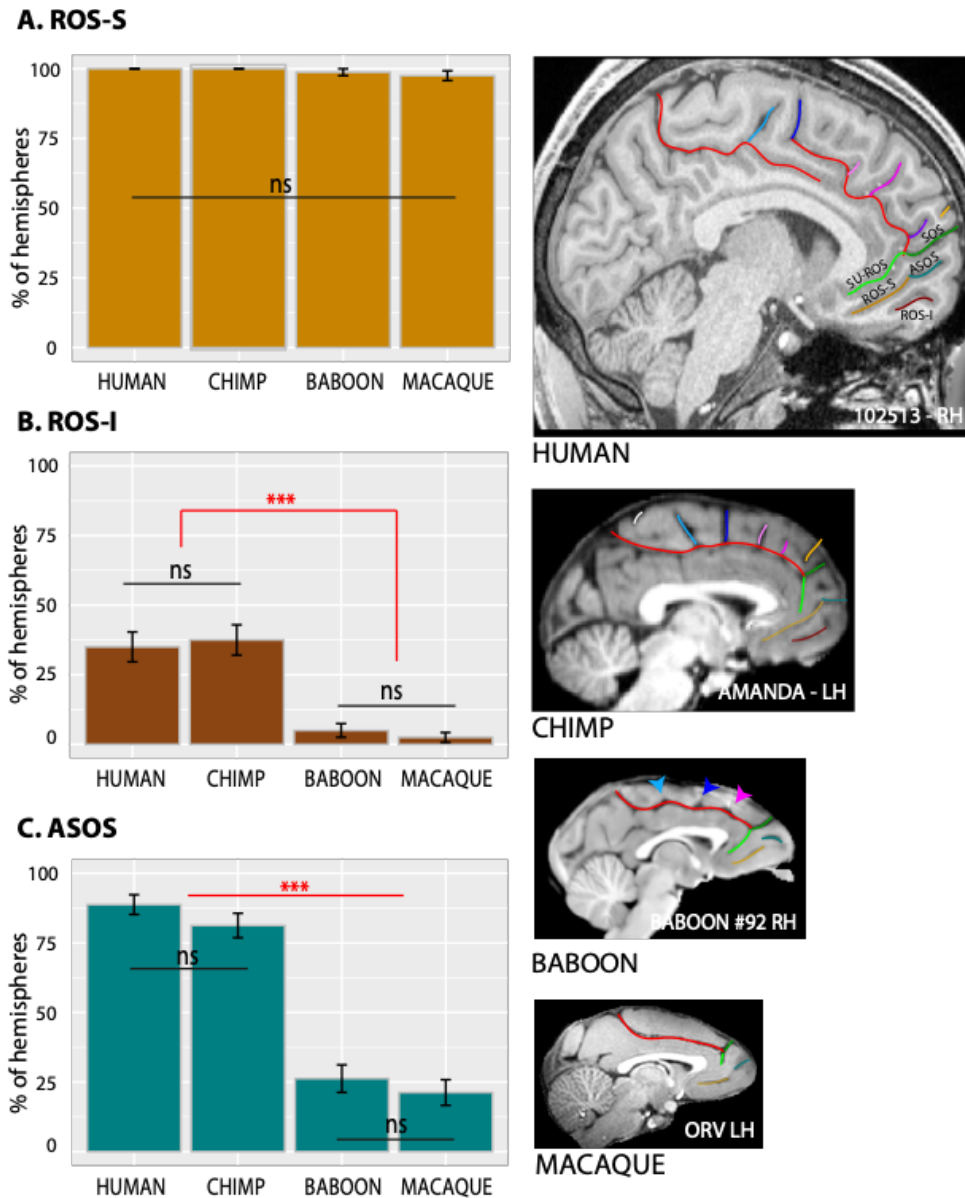 A. ROS-S
100
75
50
25
0
% of hemispheres
ns
HUMAN CHIMP BABOON MACAQUE
B. ROS-I
100
75
50
25
0
% of hemispheres
***
ns
ns
HUMAN CHIMP BABOON MACAQUE
C. ASOS
100
75
50
25
0
% of hemispheres
***
ns
ns
HUMAN CHIMP BABOON MACAQUE
SOS
SU-ROS
ASOS
ROS-S
ROS-I
102513 - RH
HUMAN
AMANDA - LH
CHIMP
BABOON #92 RH
BABOON
ORV LH
MACAQUE